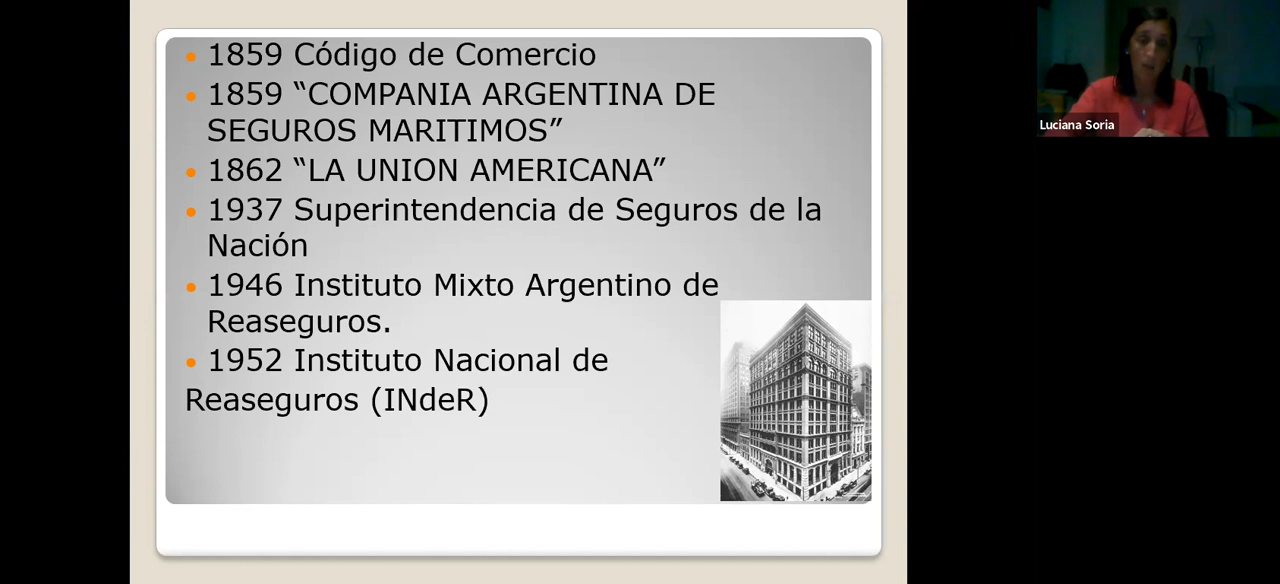 1859 Código de Comercio
1859 “COMPANIA ARGENTINA DE
SEGUROS MARITIMOS”
1862 “LA UNION AMERICANA”
1937 Superintendencia de Seguros de la
Nación
1946 Instituto Mixto Argentino de
Reaseguros.
1952 Instituto Nacional de
Reaseguros (INdeR)
Luciana Soria